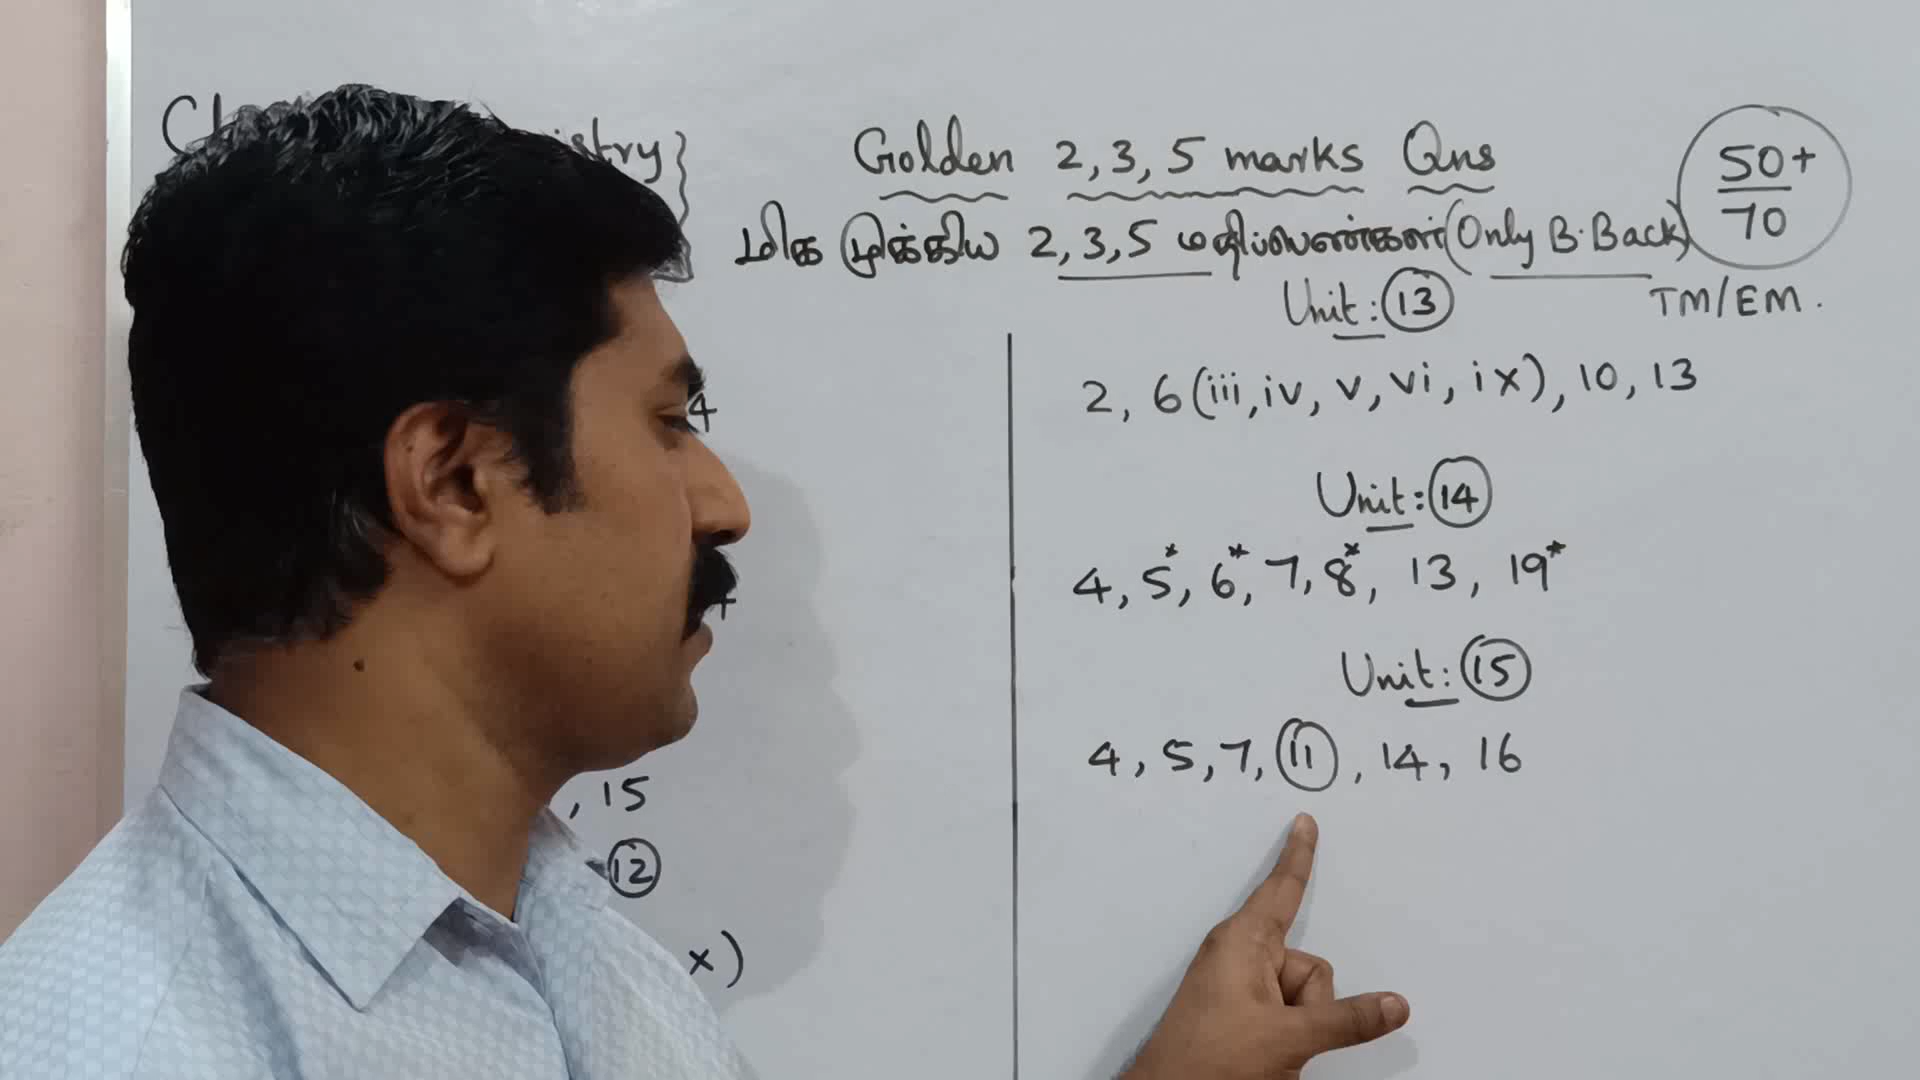 Golden 2, 3, 5 marks Qns
50+
70
மிக முக்கிய 2, 3, 5 மதிப்பெண்கள் (Only B.Back)
TM/EM.
Unit: 13
2, 6(iii, iv, v, vi, ix), 10, 13
Unit: 14
4, 5*, 6*, 7, 8*, 13, 19*
Unit: 15
4, 5, 7, 11, 14, 16
istry}
4
, 15
12
x)